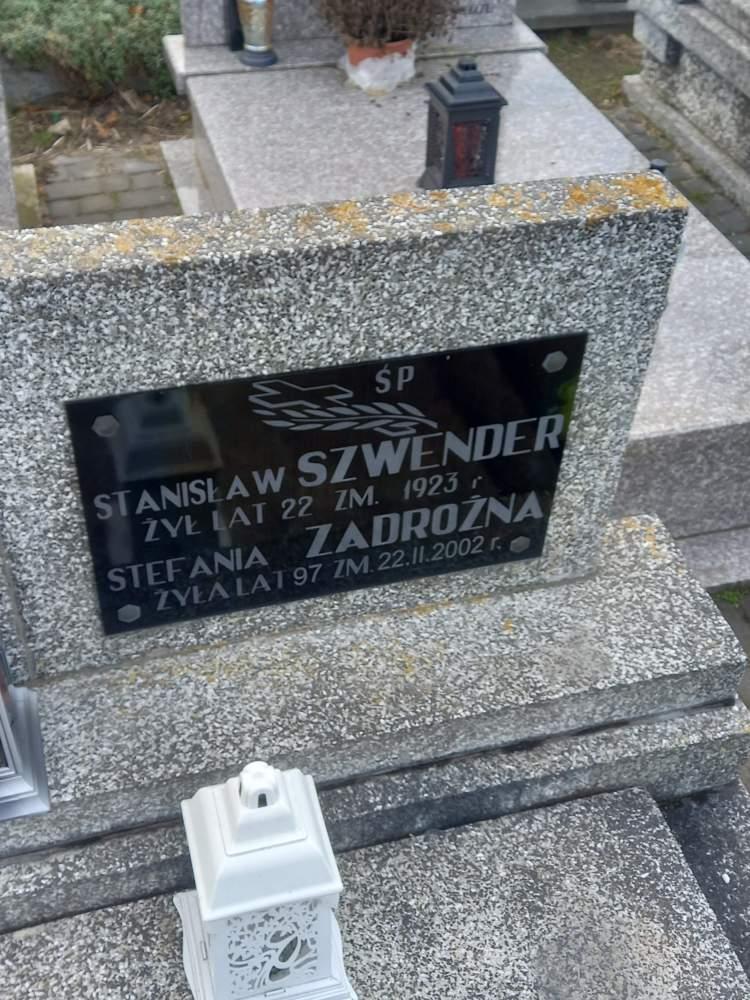 ŚP
STANISŁAW SZWENDER
ŻYŁ LAT 22 ZM. 1923 r
STEFANIA ZADROŻNA
ŻYŁA LAT 97 ZM. 22.II.2002 r.